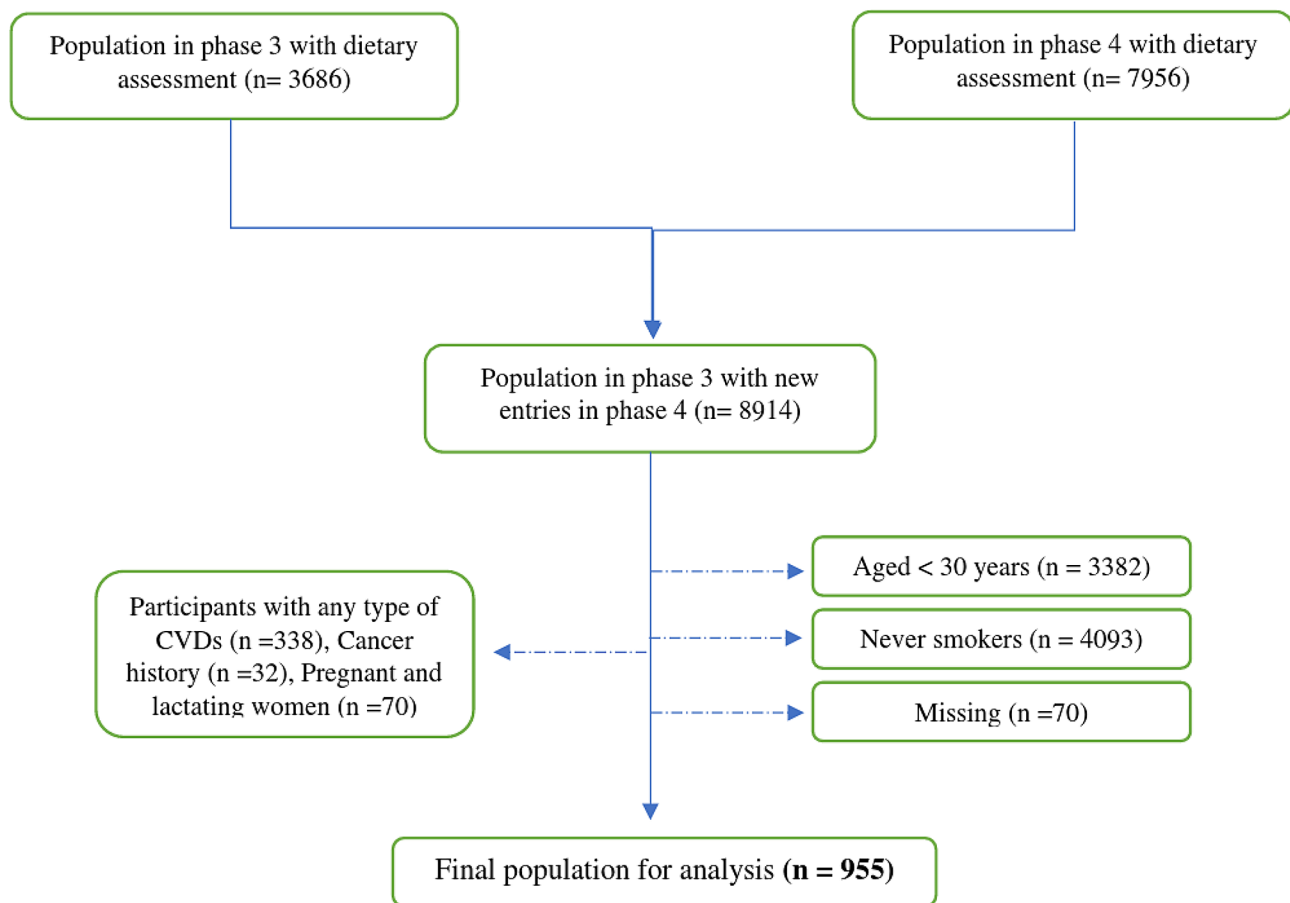 Population in phase 3 with dietary
assessment (n= 3686)
Population in phase 4 with dietary
assessment (n= 7956)
Population in phase 3 with new
entries in phase 4 (n= 8914)
Participants with any type of
CVDs (n =338), Cancer
history (n =32), Pregnant and
lactating women (n =70)
Aged < 30 years (n = 3382)
Never smokers (n = 4093)
Missing (n =70)
Final population for analysis (n = 955)